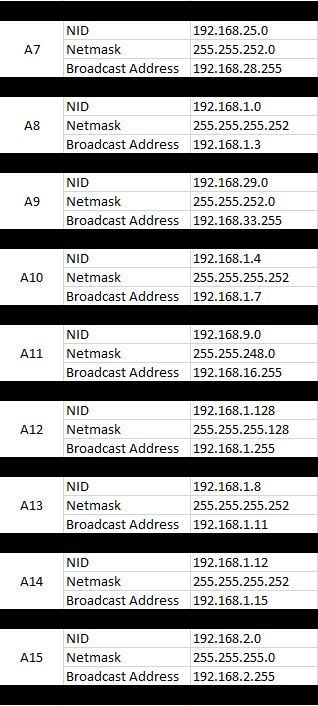 A7
NID 192.168.25.0
Netmask 255.255.252.0
Broadcast Address 192.168.28.255
A8
NID 192.168.1.0
Netmask 255.255.255.252
Broadcast Address 192.168.1.3
A9
NID 192.168.29.0
Netmask 255.255.252.0
Broadcast Address 192.168.33.255
A10
NID 192.168.1.4
Netmask 255.255.255.252
Broadcast Address 192.168.1.7
A11
NID 192.168.9.0
Netmask 255.255.248.0
Broadcast Address 192.168.16.255
A12
NID 192.168.1.128
Netmask 255.255.255.128
Broadcast Address 192.168.1.255
A13
NID 192.168.1.8
Netmask 255.255.255.252
Broadcast Address 192.168.1.11
A14
NID 192.168.1.12
Netmask 255.255.255.252
Broadcast Address 192.168.1.15
A15
NID 192.168.2.0
Netmask 255.255.255.0
Broadcast Address 192.168.2.255